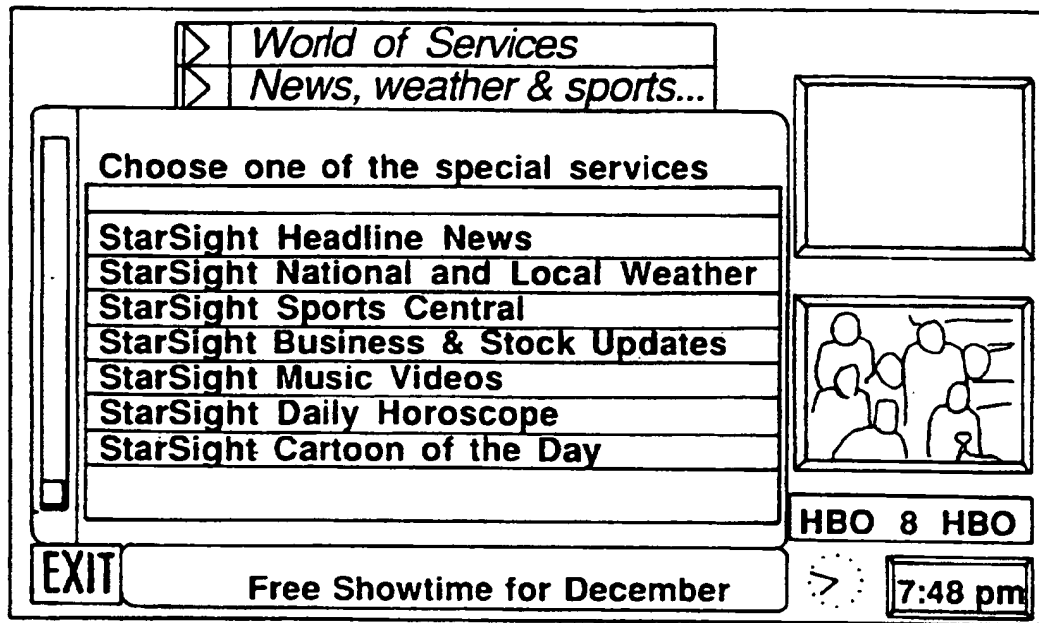 World of Services
News, weather & sports...
Choose one of the special services
StarSight Headline News
StarSight National and Local Weather
StarSight Sports Central
StarSight Business & Stock Updates
StarSight Music Videos
StarSight Daily Horoscope
StarSight Cartoon of the Day
HBO 8 HBO
EXIT
Free Showtime for December
7:48 pm